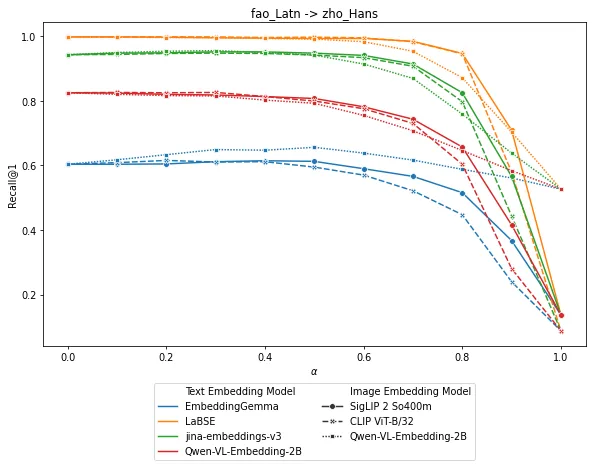 fao_Latn -> zho_Hans
Recall@1
1.0
0.8
0.6
0.4
0.2
0.0 0.2 0.4 0.6 0.8 1.0
α
Text Embedding Model Image Embedding Model
EmbeddingGemma SigLIP 2 So400m
LaBSE CLIP ViT-B/32
jina-embeddings-v3 Qwen-VL-Embedding-2B
Qwen-VL-Embedding-2B